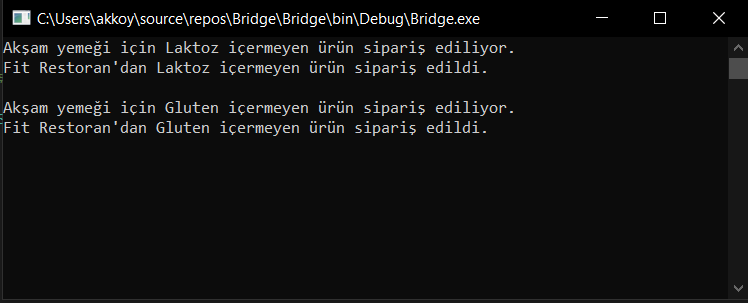 C:\Users\akkoy\source\repos\Bridge\Bridge\bin\Debug\Bridge.exe
Akşam yemeği için Laktoz içermeyen ürün sipariş ediliyor.
Fit Restoran'dan Laktoz içermeyen ürün sipariş edildi.
Akşam yemeği için Gluten içermeyen ürün sipariş ediliyor.
Fit Restoran'dan Gluten içermeyen ürün sipariş edildi.